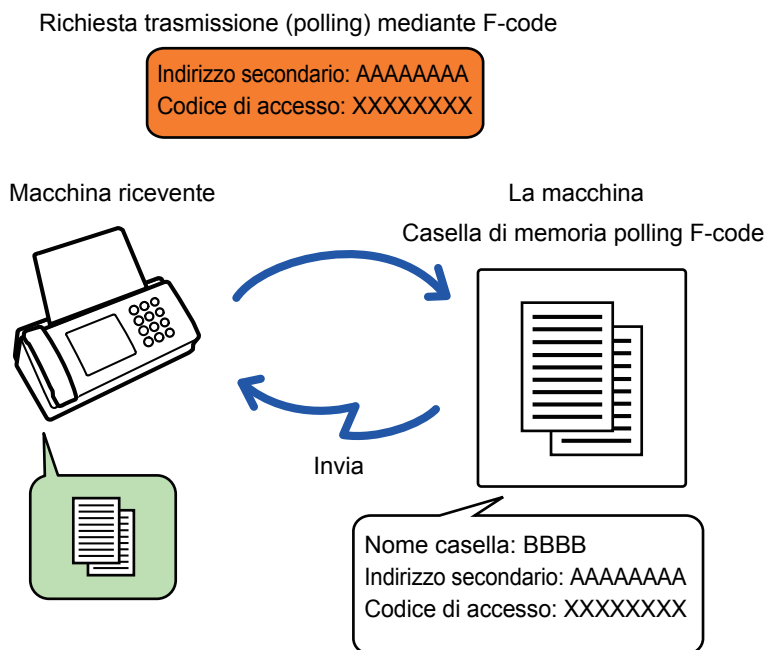 Richiesta trasmissione (polling) mediante F-code
Indirizzo secondario: AAAAAAAA
Codice di accesso: XXXXXXXX
Macchina ricevente
La macchina
Casella di memoria polling F-code
Invia
Nome casella: BBBB
Indirizzo secondario: AAAAAAAA
Codice di accesso: XXXXXXXX